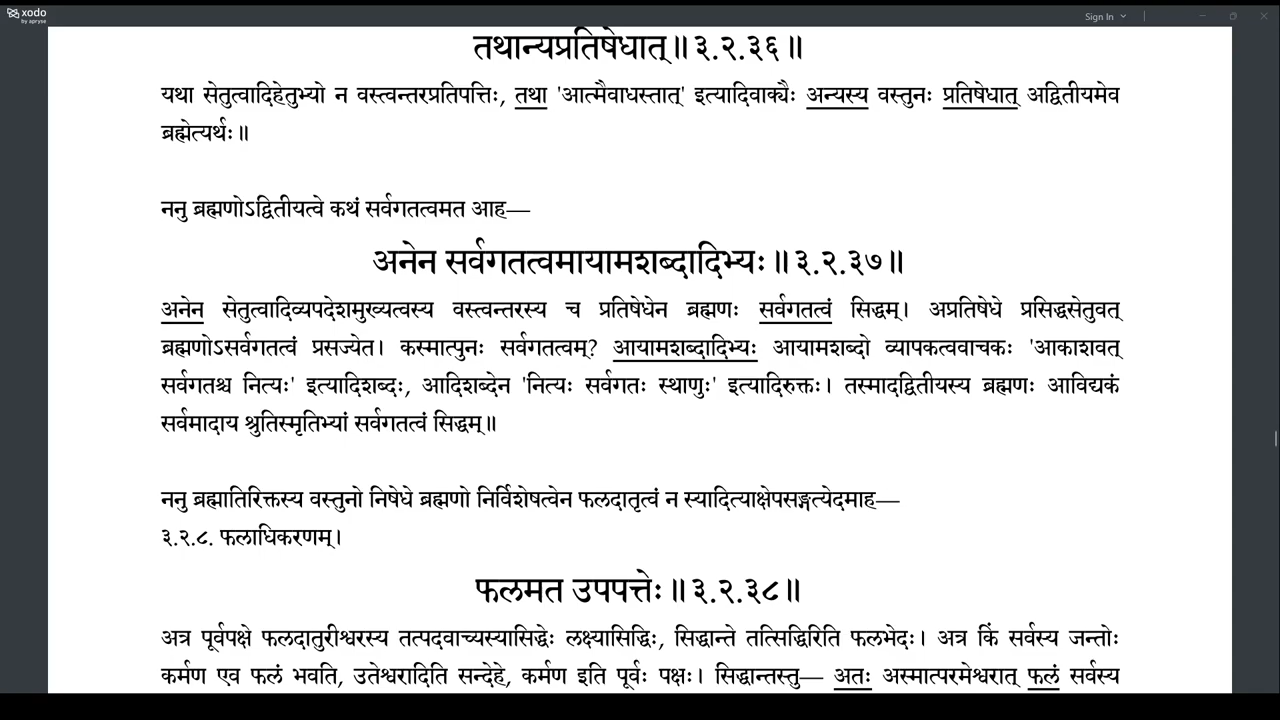 xodo
by apryse
Sign In
तथान्यप्रतिषेधात्॥३.२.३६॥
यथा सेतुत्वादिहेतुभ्यो न वस्त्वन्तरप्रतिपत्तिः, तथा 'आत्मैवाधस्तात्' इत्यादिवाक्यैः अन्यस्य वस्तुनः प्रतिषेधात् अद्वितीयमेव
ब्रह्मेत्यर्थः॥
ननु ब्रह्मणोऽद्वितीयत्वे कथं सर्वगतत्वमत आह—
अनेन सर्वगतत्वमायामशब्दादिभ्यः॥३.२.३७॥
अनेन सेतुत्वादिव्यपदेशमुख्यत्वस्य वस्त्वन्तरस्य च प्रतिषेधेन ब्रह्मणः सर्वगतत्वं सिद्धम्। अप्रतिषेधे प्रसिद्धसेतुवत्
ब्रह्मणोऽसर्वगतत्वं प्रसज्येत। कस्मात्पुनः सर्वगतत्वम्? आयामशब्दादिभ्यः आयामशब्दो व्यापकत्ववाचकः 'आकाशवत्
सर्वगतश्च नित्यः' इत्यादिशब्दः, आदिशब्देन 'नित्यः सर्वगतः स्थाणुः' इत्यादिरुक्तः। तस्मादद्वितीयस्य ब्रह्मणः आविद्यकं
सर्वमादाय श्रुतिस्मृतिभ्यां सर्वगतत्वं सिद्धम्॥
ननु ब्रह्मातिरिक्तस्य वस्तुनो निषेधे ब्रह्मणो निर्विशेषत्वेन फलदातृत्वं न स्यादित्याक्षेपसङ्गत्येदमाह—
३.२.८. फलाधिकरणम्।
फलमत उपपत्तेः॥३.२.३८॥
अत्र पूर्वपक्षे फलदातुरीश्वरस्य तत्पदवाच्यस्यासिद्धेः लक्ष्यासिद्धिः, सिद्धान्ते तत्सिद्धिरिति फलभेदः। अत्र किं सर्वस्य जन्तोः
कर्मण एव फलं भवति, उतेश्वरादिति सन्देहे, कर्मण इति पूर्वः पक्षः। सिद्धान्तस्तु— अतः अस्मात्परमेश्वरात् फलं सर्वस्य